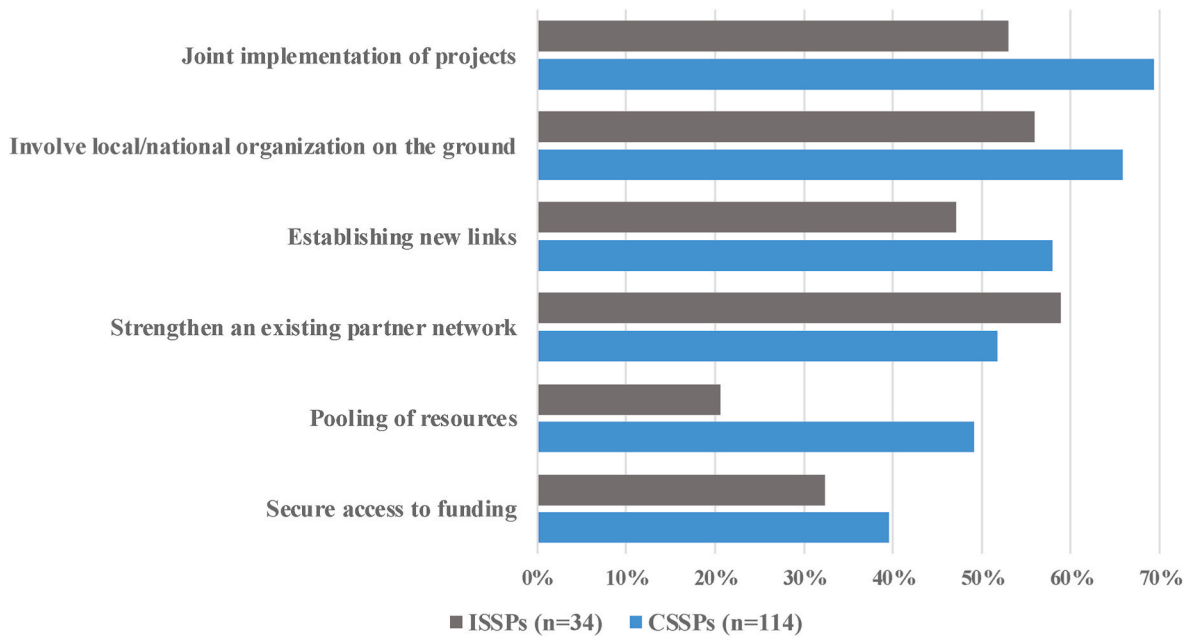 Joint implementation of projects
Involve local/national organization on the ground
Establishing new links
Strengthen an existing partner network
Pooling of resources
Secure access to funding
0% 10% 20% 30% 40% 50% 60% 70%
ISSPs (n=34) CSSPs (n=114)